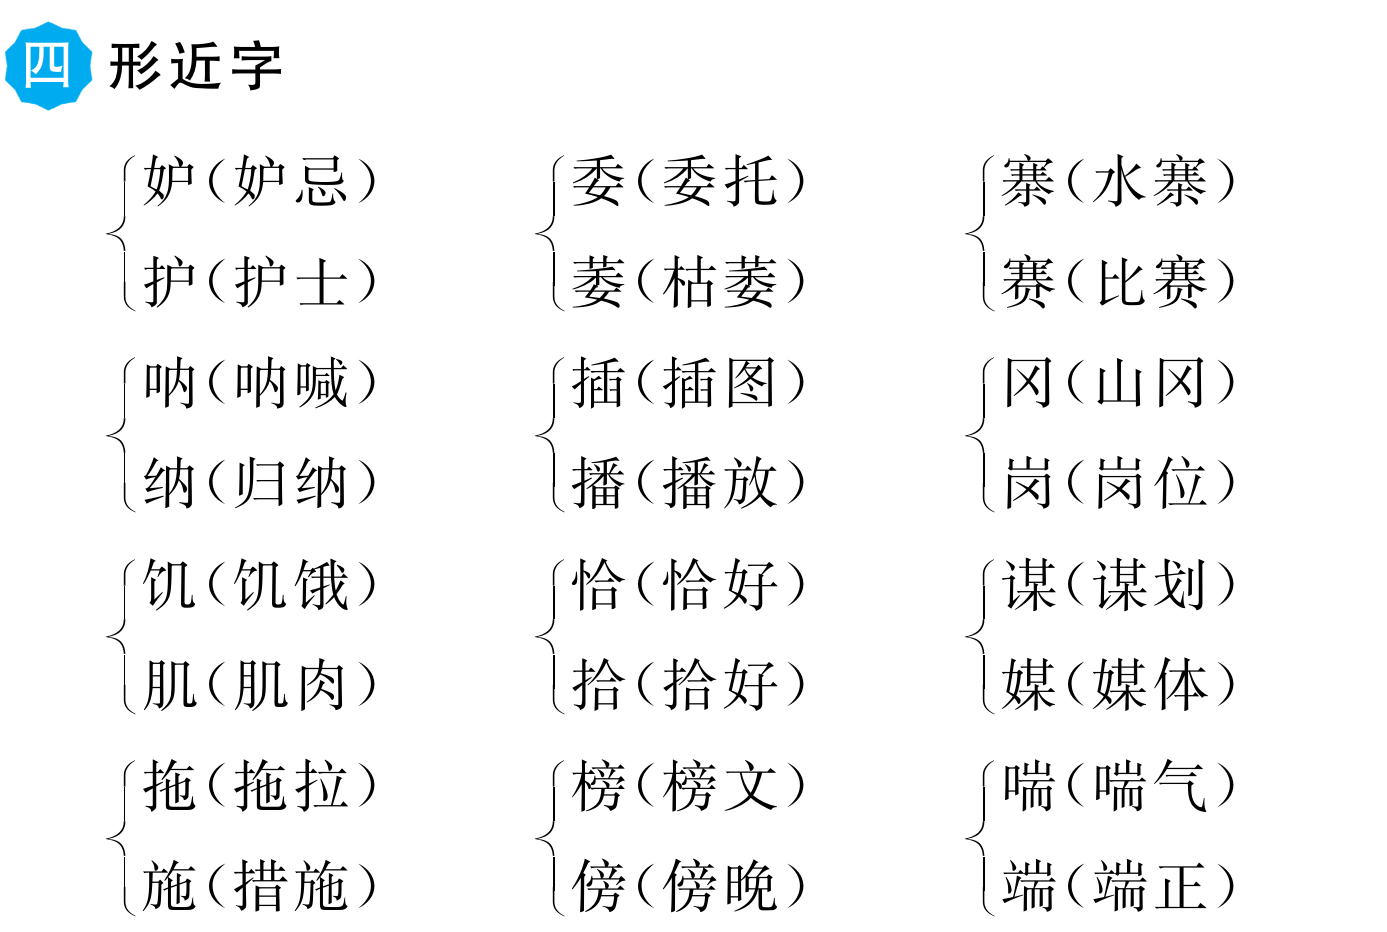 四 形近字
妒(妒忌) 委(委托) 寨(水寨)
护(护士) 萎(枯萎) 赛(比赛)
呐(呐喊) 插(插图) 冈(山冈)
纳(归纳) 播(播放) 岗(岗位)
饥(饥饿) 恰(恰好) 谋(谋划)
肌(肌肉) 拾(拾好) 媒(媒体)
拖(拖拉) 榜(榜文) 喘(喘气)
施(措施) 傍(傍晚) 端(端正)